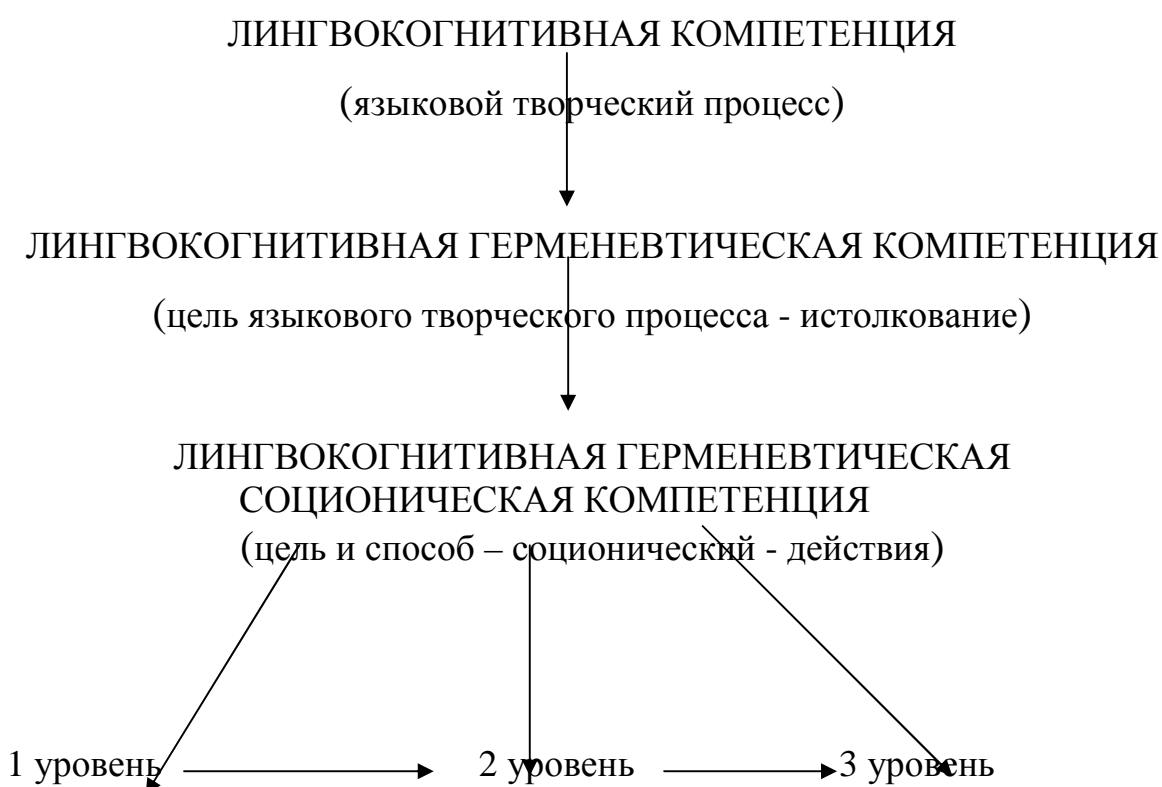 ЛИНГВОКОГНИТИВНАЯ КОМПЕТЕНЦИЯ
(языковой творческий процесс)
ЛИНГВОКОГНИТИВНАЯ ГЕРМЕНЕВТИЧЕСКАЯ КОМПЕТЕНЦИЯ
(цель языкового творческого процесса - истолкование)
ЛИНГВОКОГНИТИВНАЯ ГЕРМЕНЕВТИЧЕСКАЯ
СОЦИОНИЧЕСКАЯ КОМПЕТЕНЦИЯ
(цель и способ – соционический - действия)
1 уровень 2 уровень 3 уровень